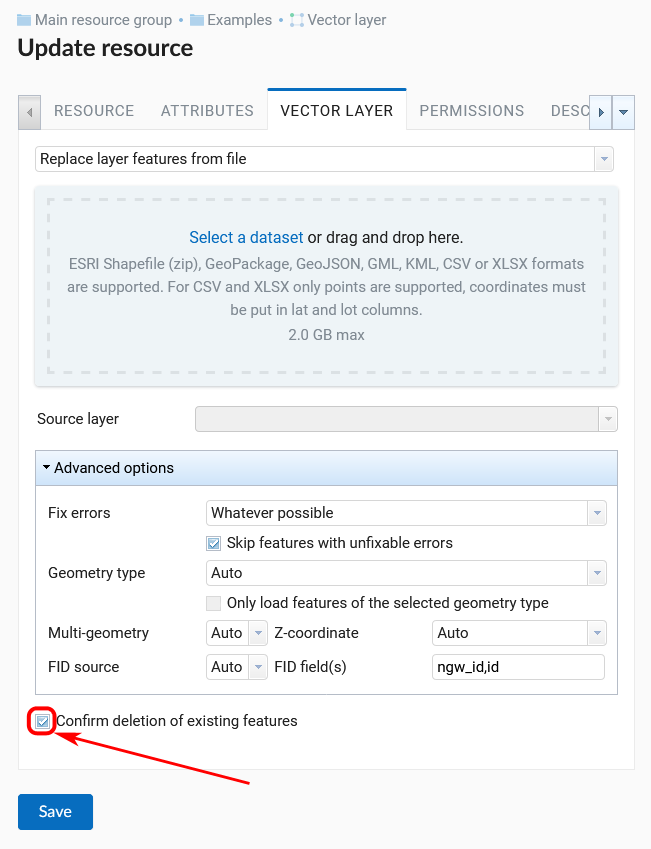 Main resource group • Examples • Vector layer
Update resource
RESOURCE ATTRIBUTES VECTOR LAYER PERMISSIONS DESC
Replace layer features from file
Select a dataset or drag and drop here.
ESRI Shapefile (zip), GeoPackage, GeoJSON, GML, KML, CSV or XLSX formats
are supported. For CSV and XLSX only points are supported, coordinates must
be put in lat and lot columns.
2.0 GB max
Source layer
Advanced options
Fix errors Whatever possible
Skip features with unfixable errors
Geometry type Auto
Only load features of the selected geometry type
Multi-geometry Auto Z-coordinate Auto
FID source Auto FID field(s) ngw_id,id
Confirm deletion of existing features
Save